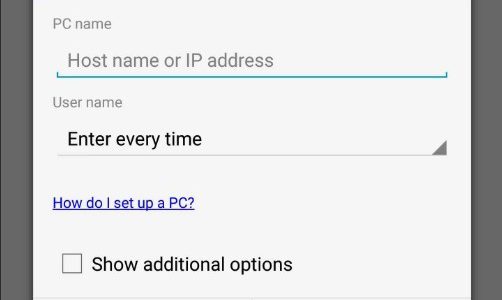 PC name
Host name or IP address
User name
Enter every time
How do I set up a PC?
Show additional options